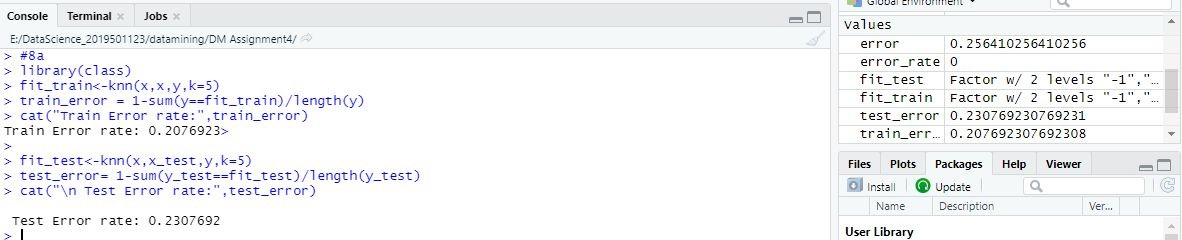 Console Terminal Jobs
E:/DataScience_2019501123/datamining/DM Assignment4/
> #8a
> library(class)
> fit_train<-knn(x,x,y,k=5)
> train_error = 1-sum(y==fit_train)/length(y)
> cat("Train Error rate:",train_error)
Train Error rate: 0.2076923>
>
> fit_test<-knn(x,x_test,y,k=5)
> test_error= 1-sum(y_test==fit_test)/length(y_test)
> cat("\n Test Error rate:",test_error)
Test Error rate: 0.2307692
>
Global Environment
Values
error 0.256410256410256
error_rate 0
fit_test Factor w/ 2 levels "-1","…
fit_train Factor w/ 2 levels "-1","…
test_error 0.230769230769231
train_err… 0.207692307692308
Files Plots Packages Help Viewer
Install Update
Name Description Ver…
User Library